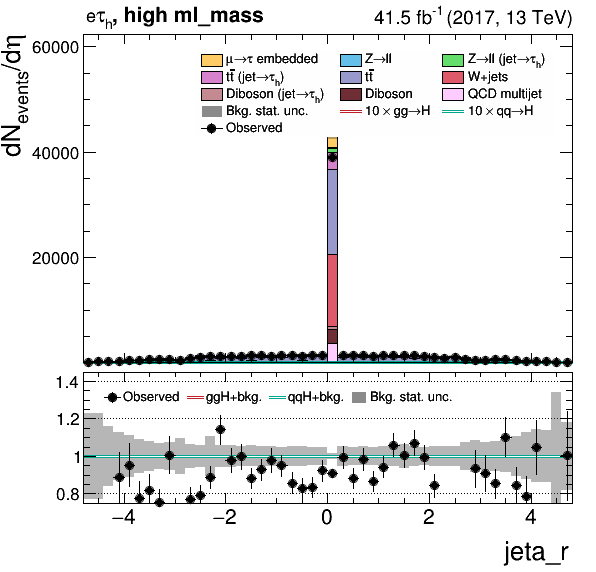 eτh, high ml_mass 41.5 fb⁻¹ (2017, 13 TeV)
dNevents/dη
60000
40000
20000
μ→τ embedded Z→ll Z→ll (jet→τh)
tt̄ (jet→τh) tt̄ W+jets
Diboson (jet→τh) Diboson QCD multijet
Bkg. stat. unc. 10 × gg→H 10 × qq→H
Observed
1.4
1.2
1
0.8
Observed ggH+bkg. qqH+bkg. Bkg. stat. unc.
−4 −2 0 2 4
jeta_r